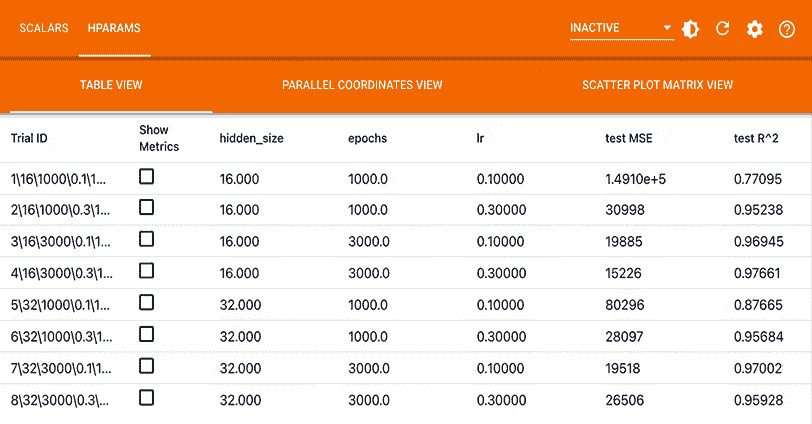 SCALARS HPARAMS INACTIVE
TABLE VIEW PARALLEL COORDINATES VIEW SCATTER PLOT MATRIX VIEW
Trial ID Show Metrics hidden_size epochs lr test MSE test R^2
1\16\1000\0.1\1... 16.000 1000.0 0.10000 1.4910e+5 0.77095
2\16\1000\0.3\1... 16.000 1000.0 0.30000 30998 0.95238
3\16\3000\0.1\1... 16.000 3000.0 0.10000 19885 0.96945
4\16\3000\0.3\1... 16.000 3000.0 0.30000 15226 0.97661
5\32\1000\0.1\1... 32.000 1000.0 0.10000 80296 0.87665
6\32\1000\0.3\1... 32.000 1000.0 0.30000 28097 0.95684
7\32\3000\0.1\1... 32.000 3000.0 0.10000 19518 0.97002
8\32\3000\0.3\... 32.000 3000.0 0.30000 26506 0.95928